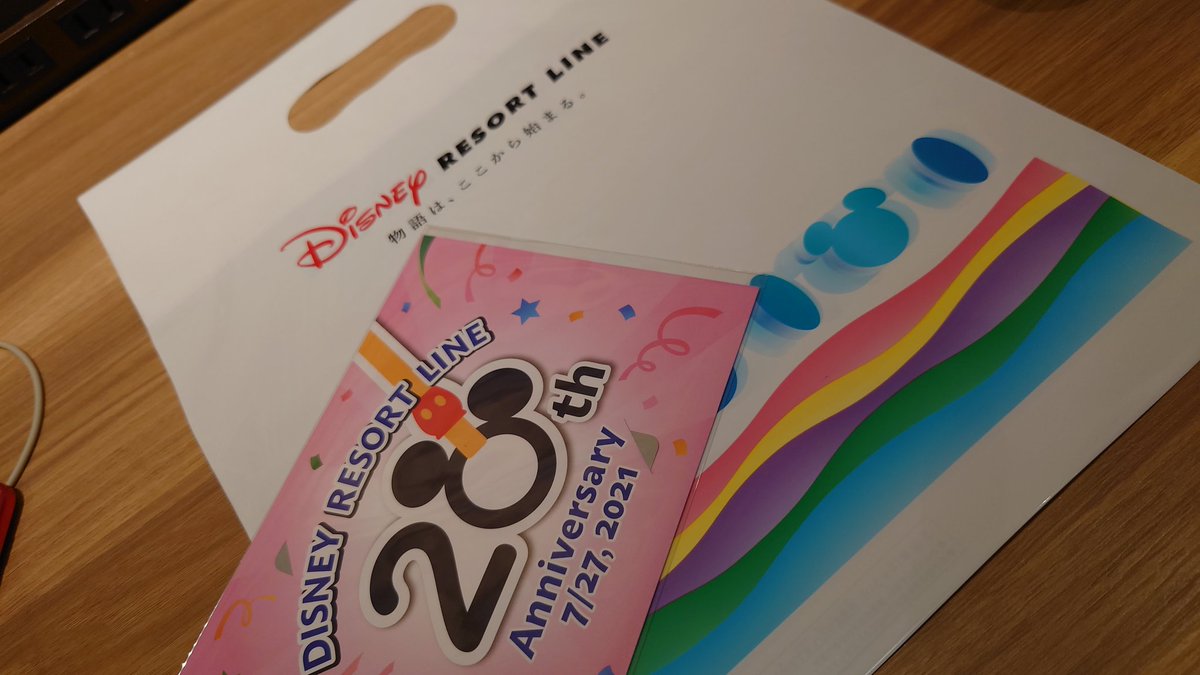 DISNEY RESORT LINE
物語は、ここから始まる。
DISNEY RESORT LINE
20th
Anniversary
7/27, 2021